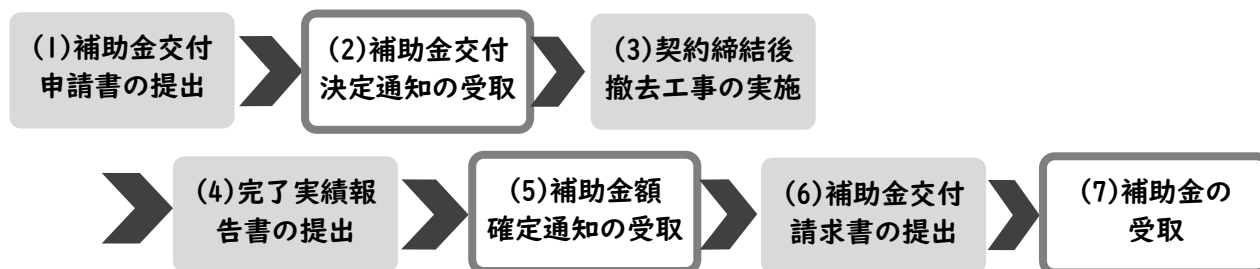 (1)補助金交付
申請書の提出
(2)補助金交付
決定通知の受取
(3)契約締結後
撤去工事の実施
(4)完了実績報
告書の提出
(5)補助金額
確定通知の受取
(6)補助金交付
請求書の提出
(7)補助金の
受取